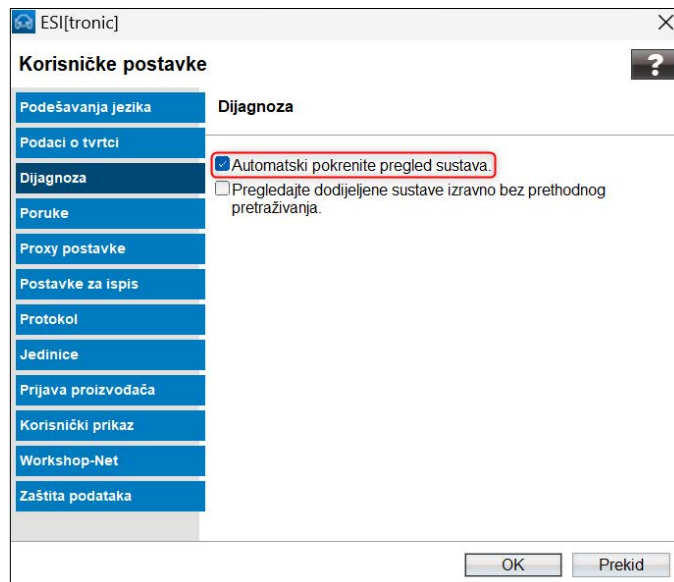 ESI[tronic]
Korisničke postavke
?
Podešavanja jezika
Podaci o tvrtci
Dijagnoza
Poruke
Proxy postavke
Postavke za ispis
Protokol
Jedinice
Prijava proizvođača
Korisnički prikaz
Workshop-Net
Zaštita podataka
Dijagnoza
Automatski pokrenite pregled sustava.
Pregledajte dodijeljene sustave izravno bez prethodnog
pretraživanja.
OK
Prekid